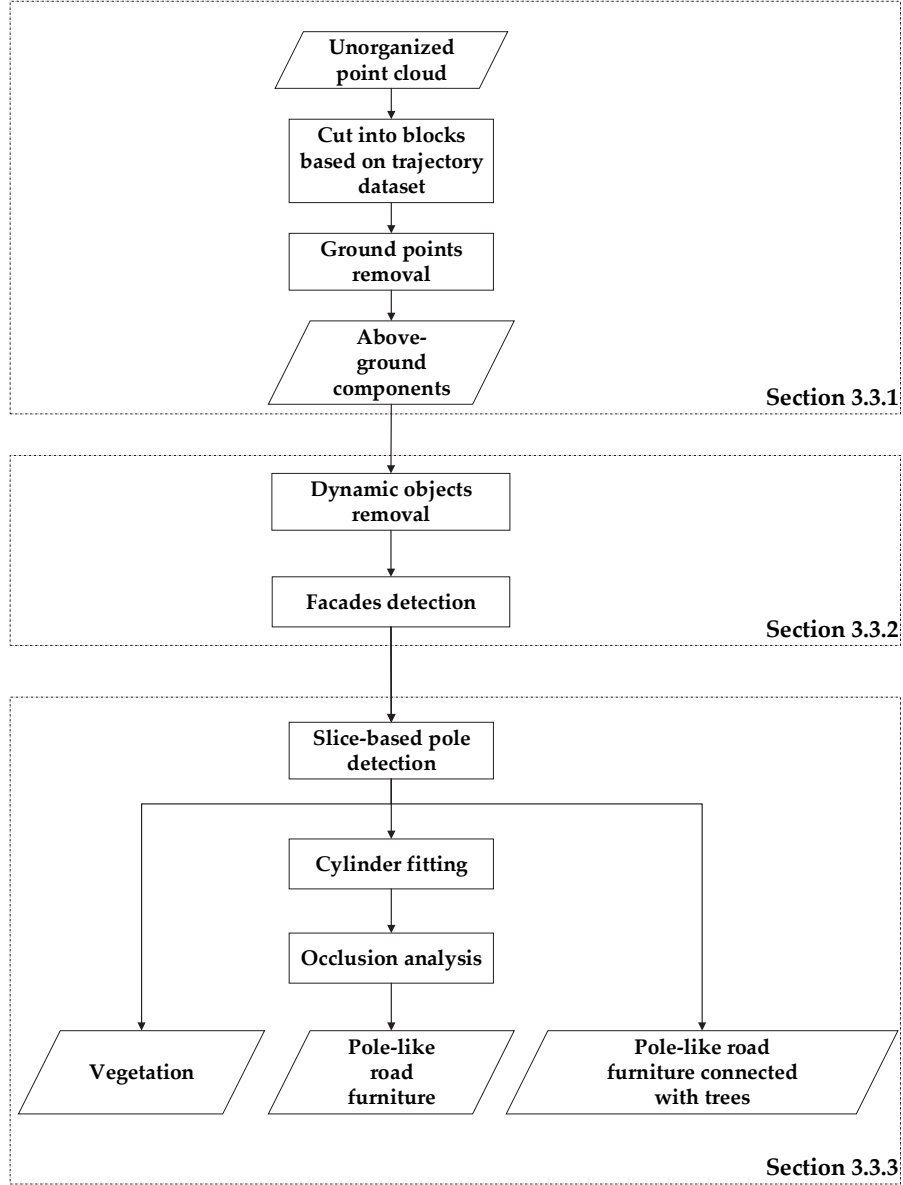 Unorganized
point cloud
Cut into blocks
based on trajectory
dataset
Ground points
removal
Above-
ground
components
Section 3.3.1
Dynamic objects
removal
Facades detection
Section 3.3.2
Slice-based pole
detection
Cylinder fitting
Occlusion analysis
Vegetation
Pole-like
road
furniture
Pole-like road
furniture connected
with trees
Section 3.3.3